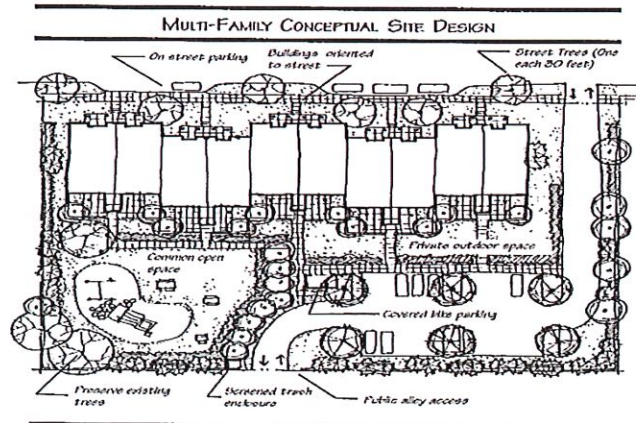 MULTI-FAMILY CONCEPTUAL SITE DESIGN
On street parking
Buildings oriented
to street
Street Trees (One
each 30 feet)
Common open
space
Private outdoor space
Covered bike parking
Preserve existing
trees
Screened trash
enclosure
Public alley access